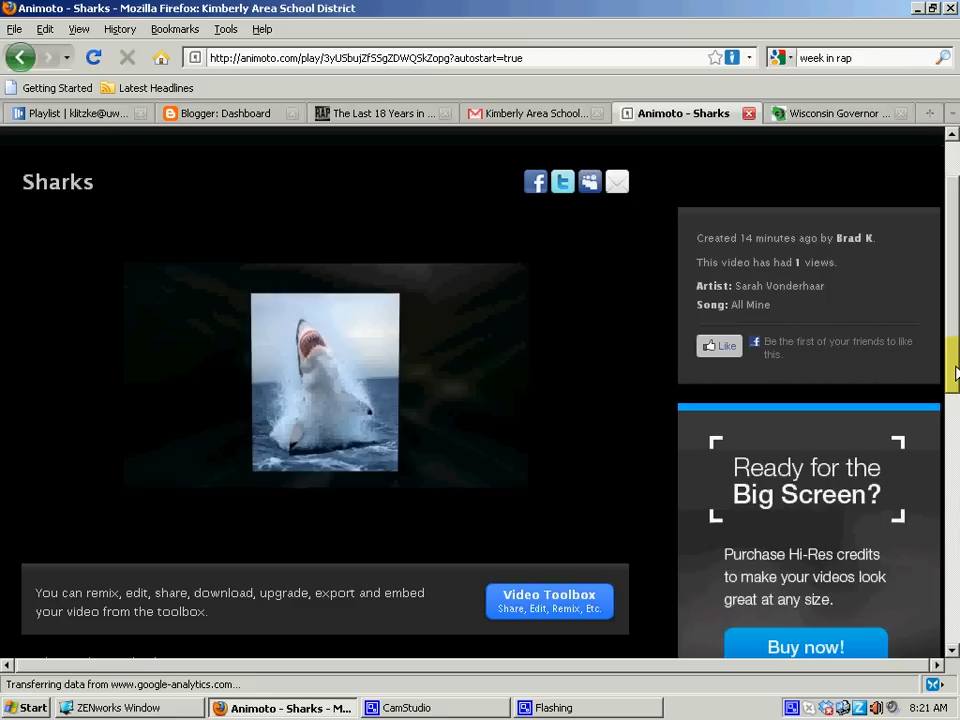 Animoto - Sharks - Mozilla Firefox: Kimberly Area School District
File Edit View History Bookmarks Tools Help
http://animoto.com/play/3yUSbujZfSSgZDWQSkZopg?autostart=true
week in rap
Getting Started Latest Headlines
Playlist | klitzke@uw... Blogger: Dashboard RAP The Last 18 Years in ... Kimberly Area School... Animoto - Sharks Wisconsin Governor ...
Sharks
Created 14 minutes ago by Brad K.
This video has had 1 views.
Artist: Sarah Vonderhaar
Song: All Mine
Like
Be the first of your friends to like
this.
Ready for the
Big Screen?
Purchase Hi-Res credits
to make your videos look
great at any size.
Buy now!
You can remix, edit, share, download, upgrade, export and embed
your video from the toolbox.
Video Toolbox
Share, Edit, Remix, Etc.
Transferring data from www.google-analytics.com...
Start ZENworks Window Animoto - Sharks - M... CamStudio Flashing 8:21 AM